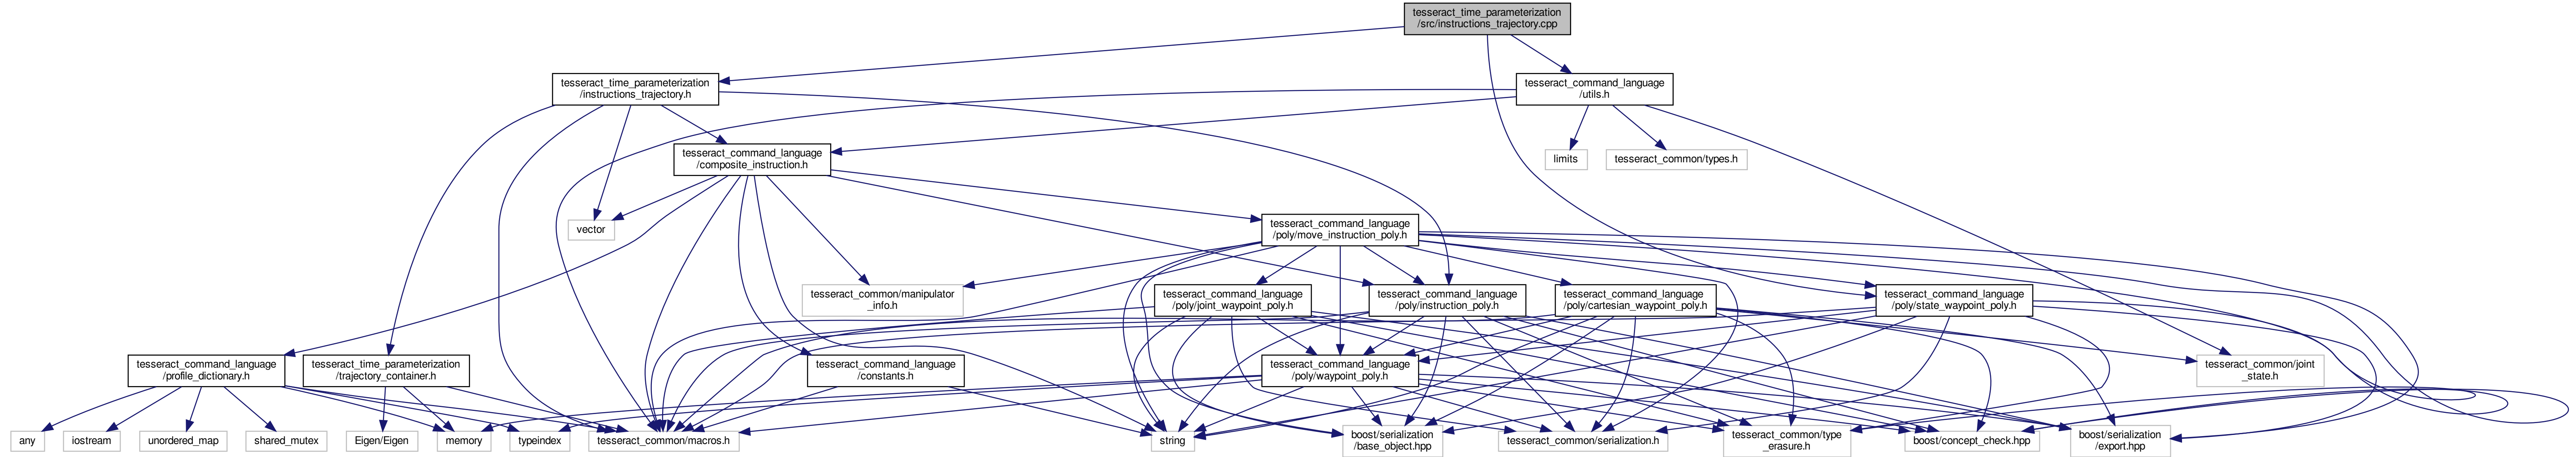 tesseract_time_parameterization
/src/instructions_trajectory.cpp
tesseract_time_parameterization
/instructions_trajectory.h
tesseract_command_language
/utils.h
tesseract_command_language
/composite_instruction.h
limits
tesseract_common/types.h
vector
tesseract_command_language
/poly/move_instruction_poly.h
tesseract_common/manipulator
_info.h
tesseract_command_language
/poly/joint_waypoint_poly.h
tesseract_command_language
/poly/instruction_poly.h
tesseract_command_language
/poly/cartesian_waypoint_poly.h
tesseract_command_language
/poly/state_waypoint_poly.h
tesseract_command_language
/profile_dictionary.h
tesseract_time_parameterization
/trajectory_container.h
tesseract_command_language
/constants.h
tesseract_command_language
/poly/waypoint_poly.h
tesseract_common/joint
_state.h
any
iostream
unordered_map
shared_mutex
Eigen/Eigen
memory
typeindex
tesseract_common/macros.h
string
boost/serialization
/base_object.hpp
tesseract_common/serialization.h
tesseract_common/type
_erasure.h
boost/concept_check.hpp
boost/serialization
/export.hpp